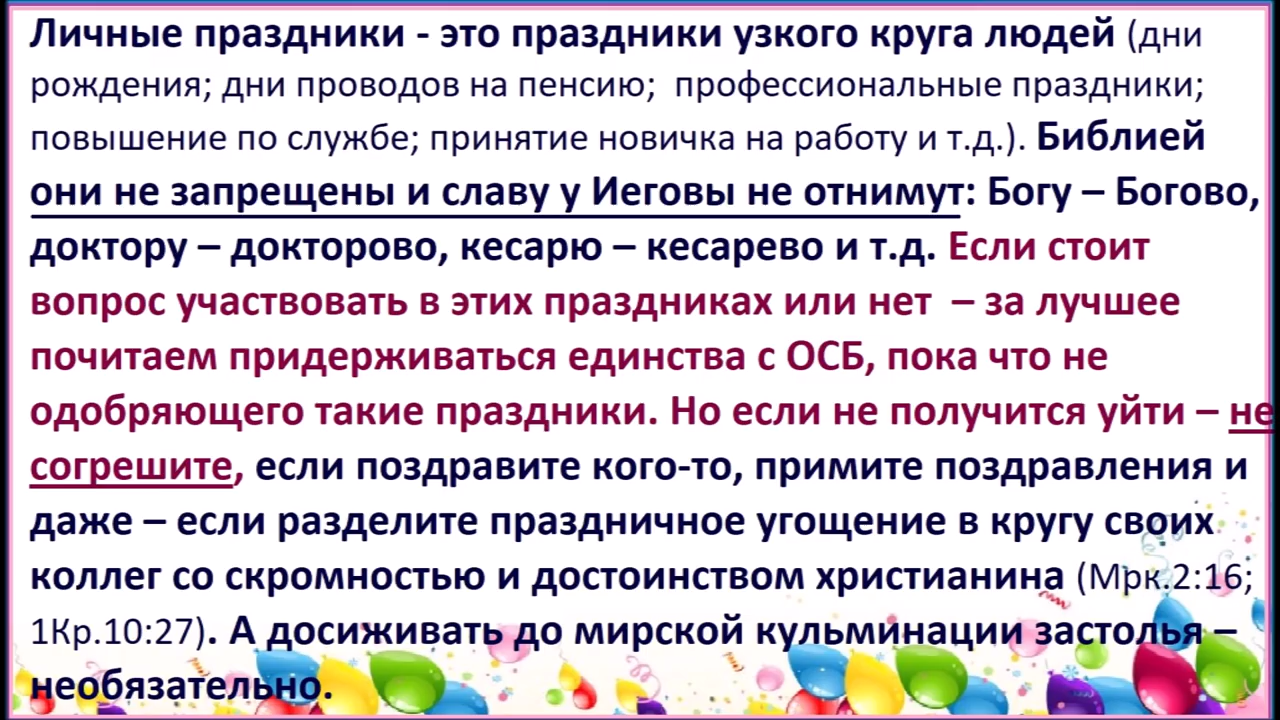 Личные праздники - это праздники узкого круга людей (дни
рождения; дни проводов на пенсию;  профессиональные праздники;
повышение по службе; принятие новичка на работу и т.д.). Библией
они не запрещены и славу у Иеговы не отнимут: Богу – Богово,
доктору – докторово, кесарю – кесарево и т.д. Если стоит
вопрос участвовать в этих праздниках или нет  – за лучшее
почитаем придерживаться единства с ОСБ, пока что не
одобряющего такие праздники. Но если не получится уйти – не
согрешите, если поздравите кого-то, примите поздравления и
даже – если разделите праздничное угощение в кругу своих
коллег со скромностью и достоинством христианина (Мрк.2:16;
1Кр.10:27). А досиживать до мирской кульминации застолья –
необязательно.